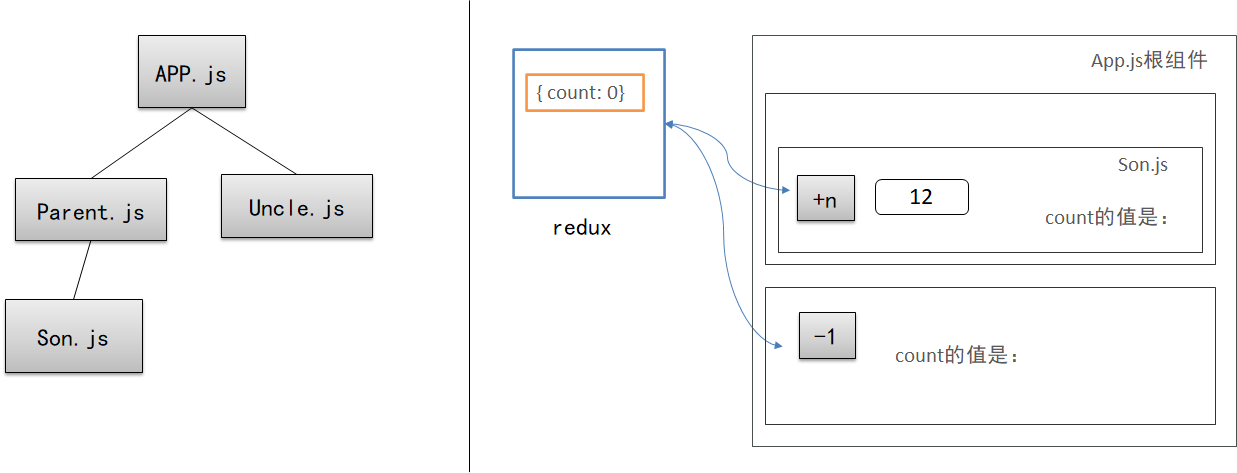 APP.js
Parent.js
Uncle.js
Son.js
{ count: 0}
redux
App.js根组件
Son.js
+n
12
count的值是：
-1
count的值是：